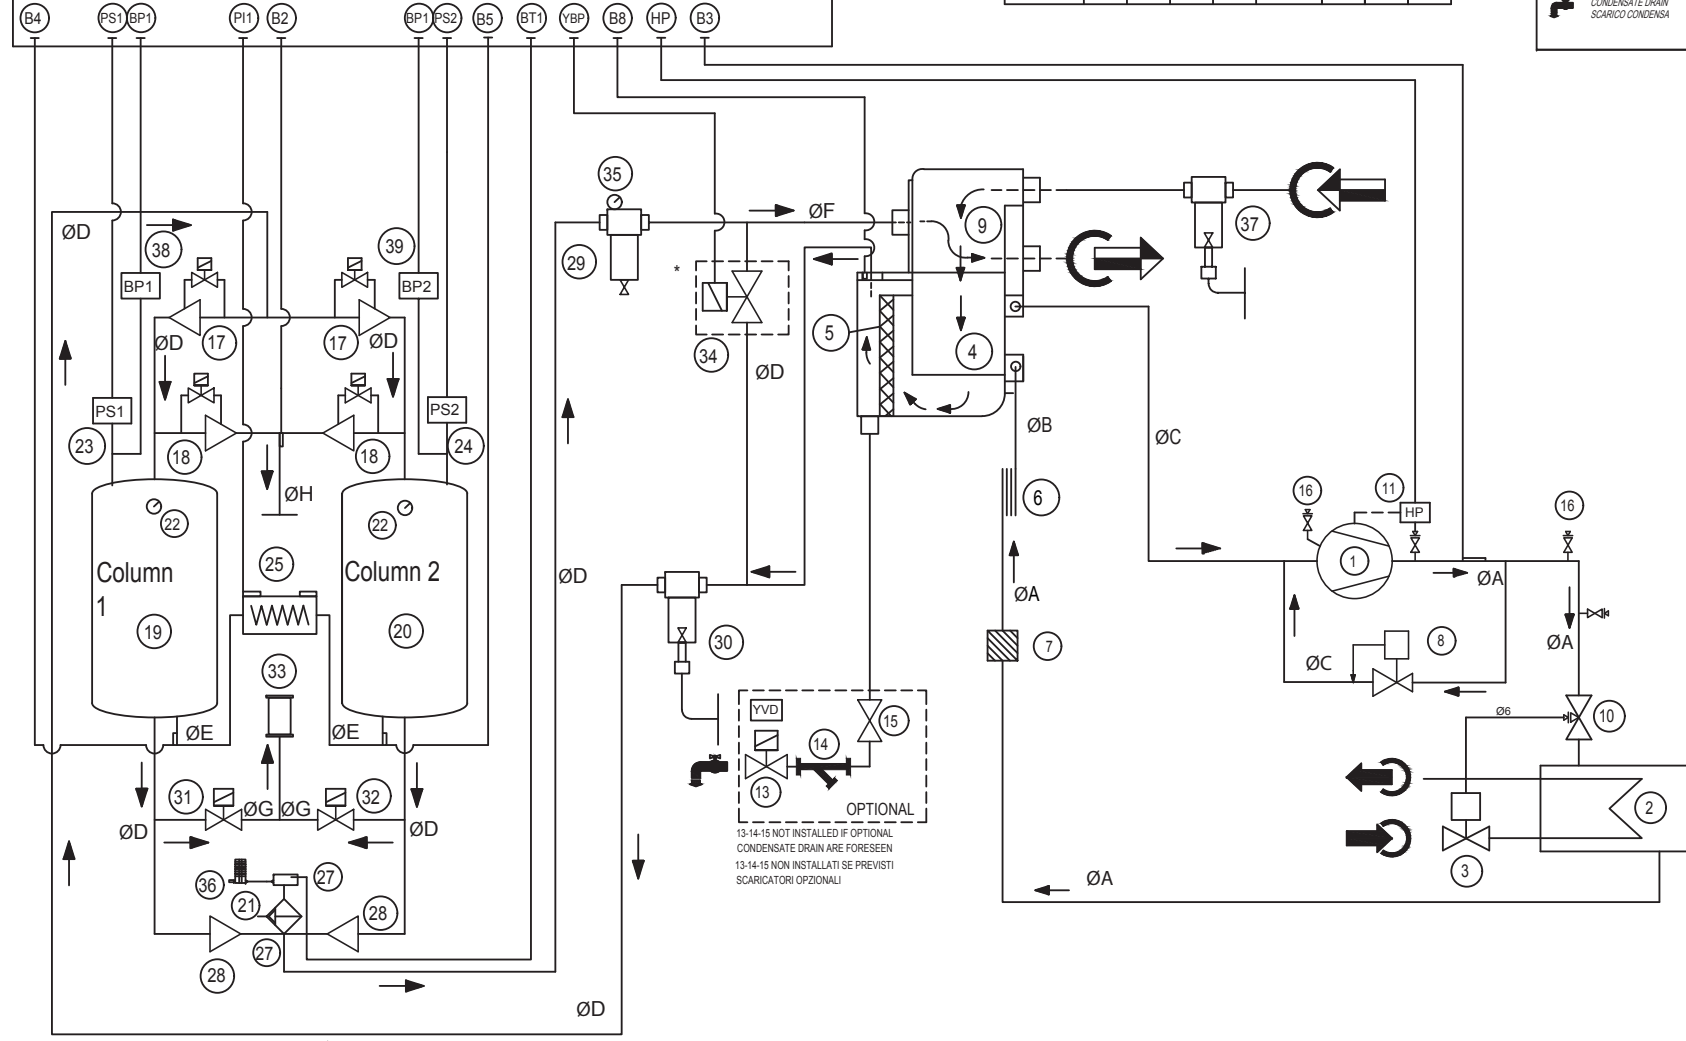 B4 PS1 BP1 PI1 B2 BP1 PS2 B5 BT1 YBP B8 HP B3
CONDENSATE DRAIN
SCARICO CONDENSA
35
ØF
9
37
ØD
38
39
29
*
BP1
BP2
5
17
17
34
4
ØD
ØD
ØD
PS1
PS2
23
24
18
18
ØB
ØC
ØH
6
16
11
16
HP
22
22
25
Column
1
Column 2
1
ØD
ØA
ØA
19
20
30
7
8
ØA
33
ØC
ØE
ØE
YVD
15
Ø6
10
14
31
ØG
ØG
32
13
2
ØD
ØD
OPTIONAL
13-14-15 NOT INSTALLED IF OPTIONAL
CONDENSATE DRAIN ARE FORESEEN
13-14-15 NON INSTALLATI SE PREVISTI
SCARICATORI OPZIONALI
3
36
27
ØA
21
28
27
28
ØD